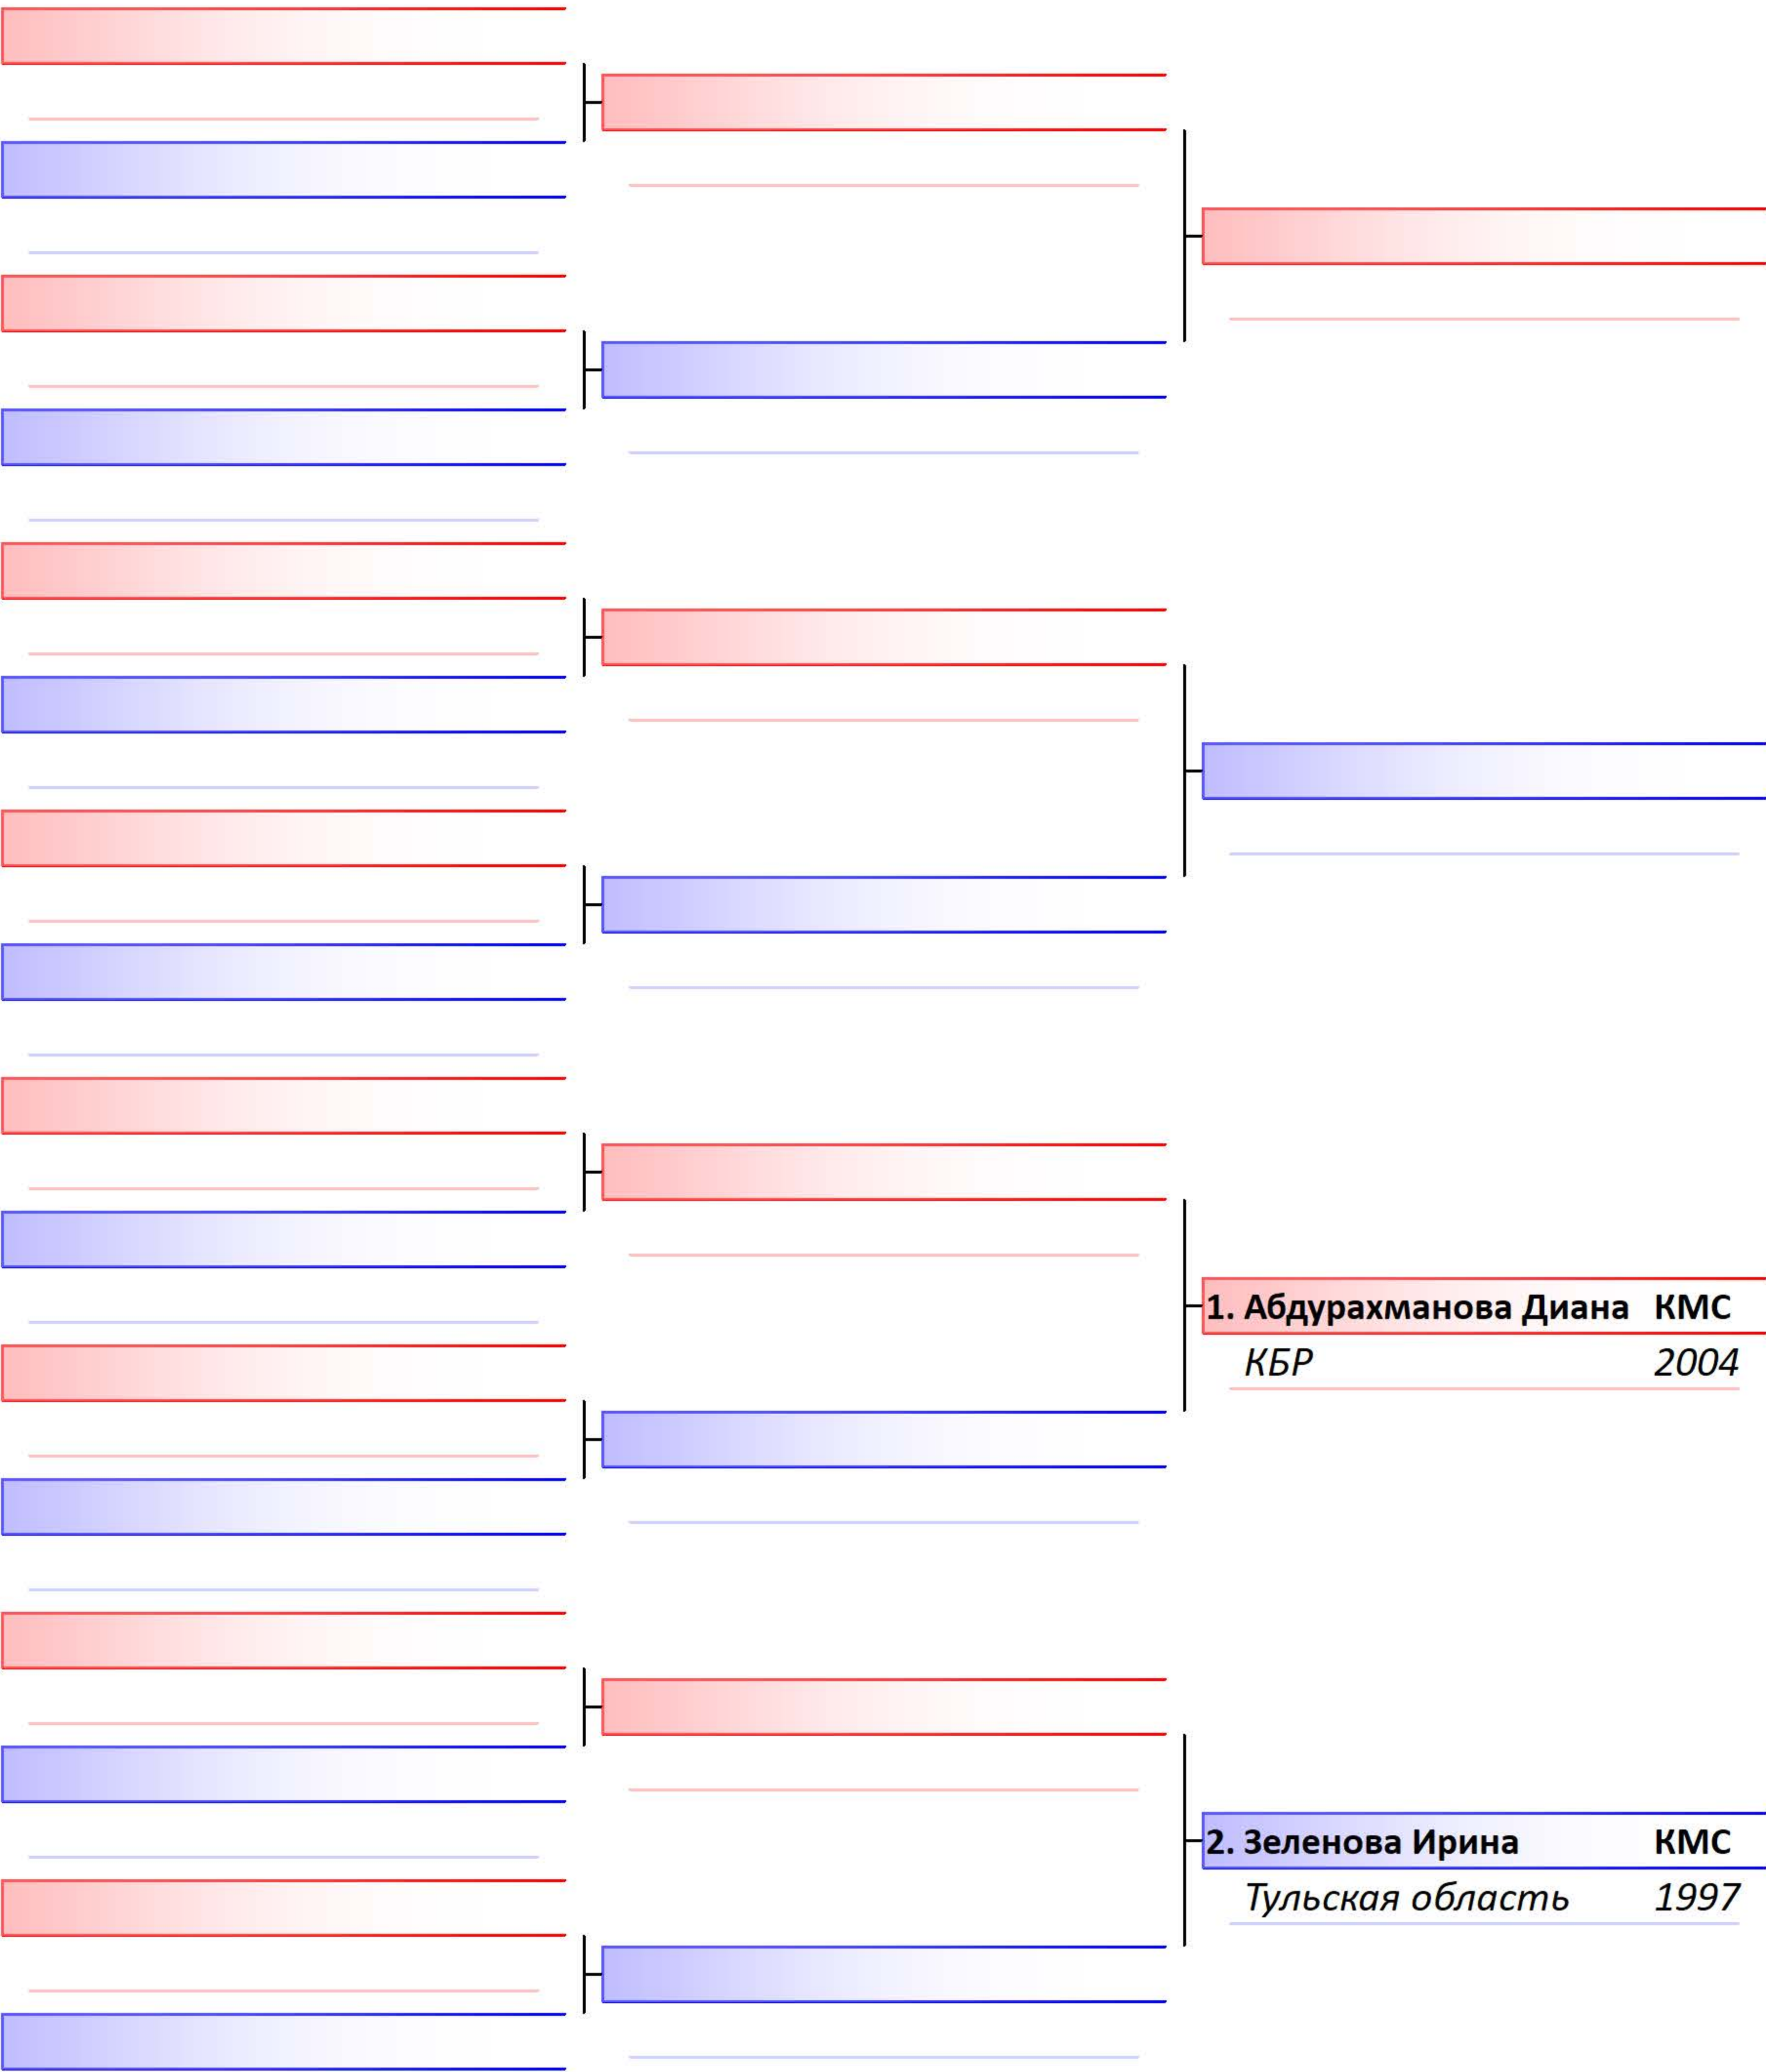 1. Абдурахманова Диана КМС
КБР 2004
2. Зеленова Ирина КМС
Тульская область 1997